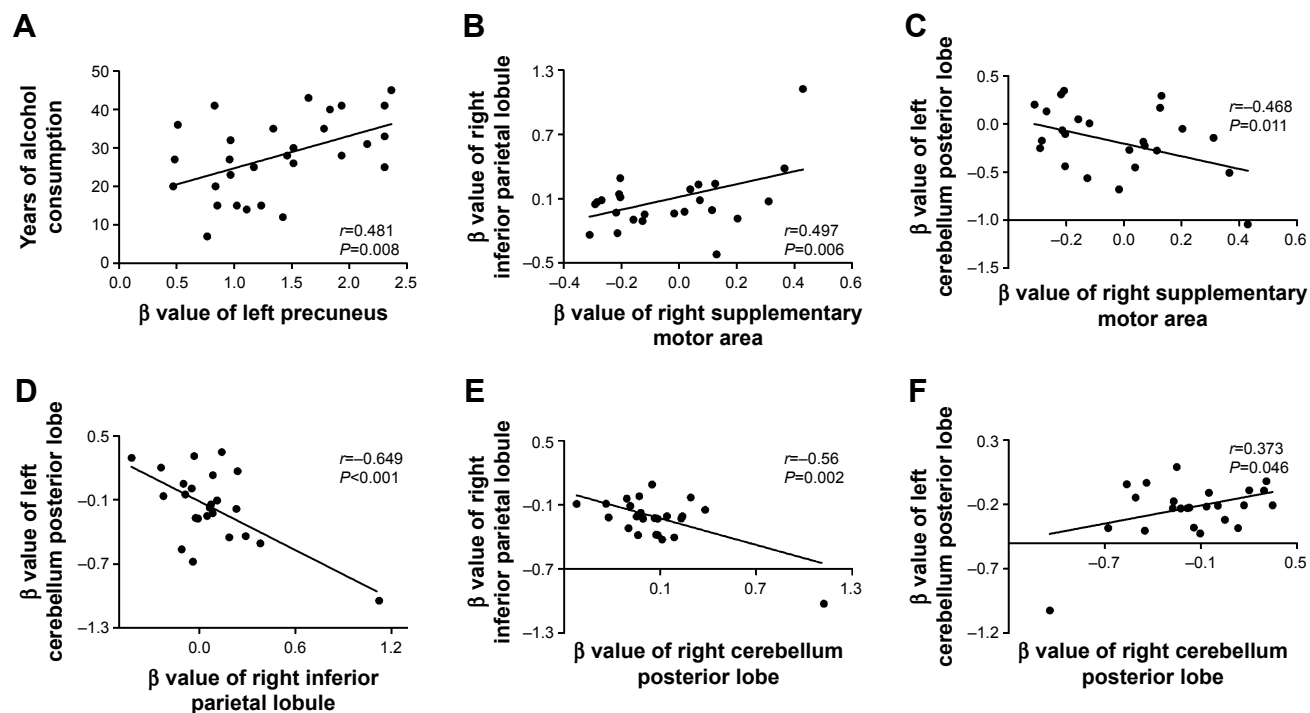 A
Years of alcohol
consumption
50
40
30
20
10
0
0.0 0.5 1.0 1.5 2.0 2.5
r=0.481
P=0.008
β value of left precuneus
B
β value of right
inferior parietal lobule
1.3
0.7
0.1
–0.5
–0.4 –0.2 0.0 0.2 0.4 0.6
r=0.497
P=0.006
β value of right supplementary
motor area
C
β value of left
cerebellum posterior lobe
0.5
0.0
–0.5
–1.0
–1.5
–0.2 0.0 0.2 0.4 0.6
r=–0.468
P=0.011
β value of right supplementary
motor area
D
β value of left
cerebellum posterior lobe
0.5
–0.1
–0.7
–1.3
0.0 0.6 1.2
r=–0.649
P<0.001
β value of right inferior
parietal lobule
E
β value of right
inferior parietal lobule
0.5
–0.1
–0.7
–1.3
0.1 0.7 1.3
r=–0.56
P=0.002
β value of right cerebellum
posterior lobe
F
β value of left
cerebellum posterior lobe
0.3
–0.2
–0.7
–1.2
–0.7 –0.1 0.5
r=0.373
P=0.046
β value of right cerebellum
posterior lobe